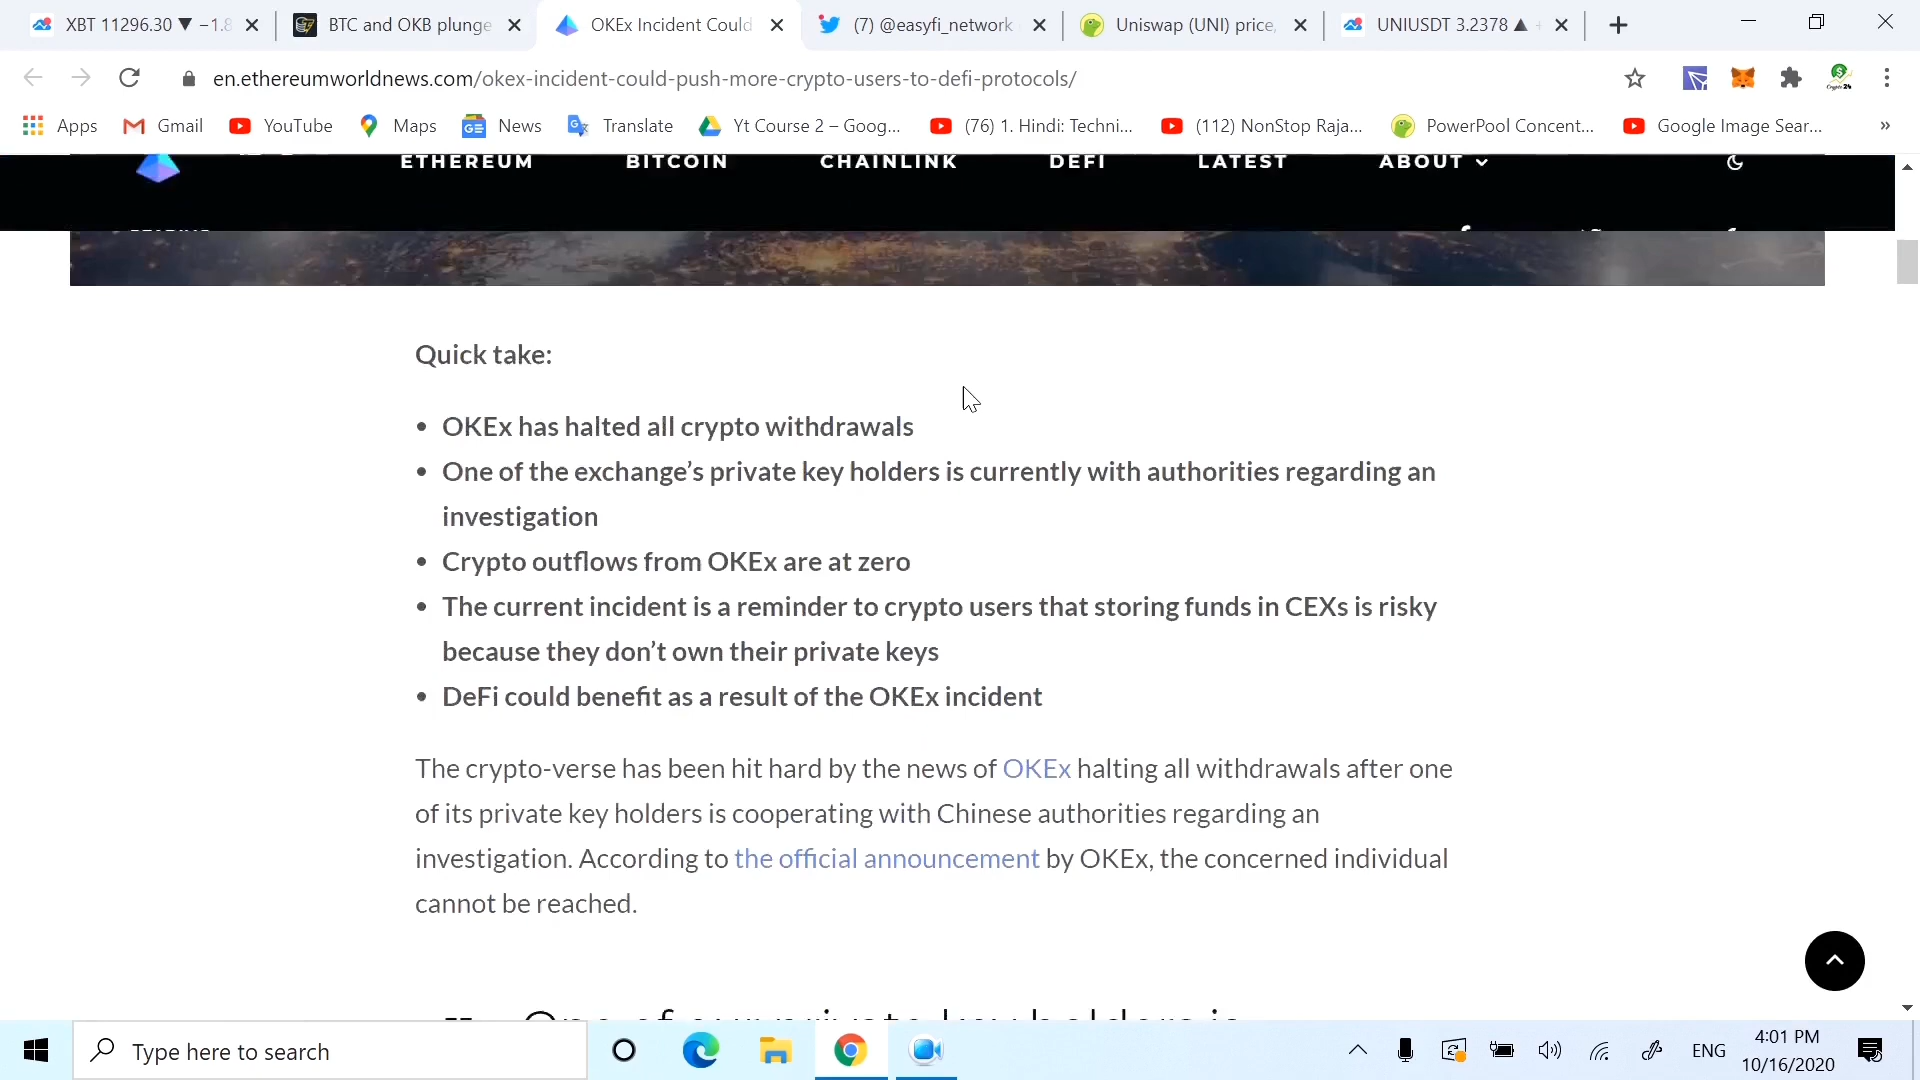 XBT 11296.30 ▼ −1.8
BTC and OKB plunge
OKEx Incident Could
(7) @easyfi_network
Uniswap (UNI) price,
UNIUSDT 3.2378 ▲
en.ethereumworldnews.com/okex-incident-could-push-more-crypto-users-to-defi-protocols/
Apps
Gmail
YouTube
Maps
News
Translate
Yt Course 2 – Goog...
(76) 1. Hindi: Techni...
(112) NonStop Raja...
PowerPool Concent...
Google Image Sear...
»
ETHEREUM
BITCOIN
CHAINLINK
DEFI
LATEST
ABOUT
Quick take:
• OKEx has halted all crypto withdrawals
• One of the exchange’s private key holders is currently with authorities regarding an
investigation
• Crypto outflows from OKEx are at zero
• The current incident is a reminder to crypto users that storing funds in CEXs is risky
because they don’t own their private keys
• DeFi could benefit as a result of the OKEx incident
The crypto-verse has been hit hard by the news of OKEx halting all withdrawals after one
of its private key holders is cooperating with Chinese authorities regarding an
investigation. According to the official announcement by OKEx, the concerned individual
cannot be reached.
One of our private key holders is
Type here to search
ENG
4:01 PM
10/16/2020